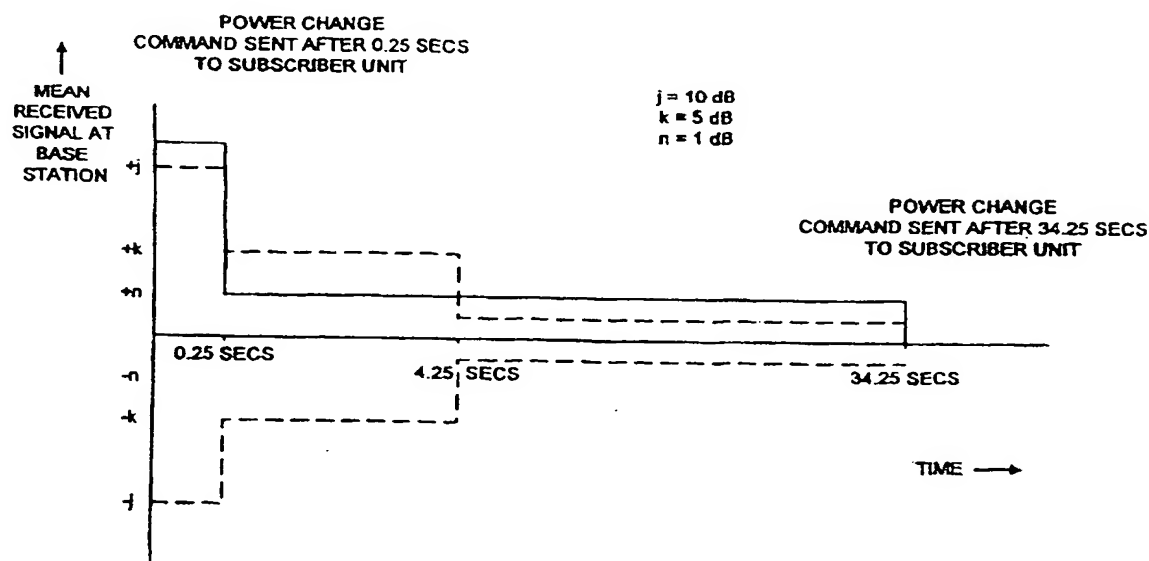 POWER CHANGE
COMMAND SENT AFTER 0.25 SECS
TO SUBSCRIBER UNIT
MEAN
RECEIVED
SIGNAL AT
BASE
STATION
j = 10 dB
k = 5 dB
n = 1 dB
+j
POWER CHANGE
COMMAND SENT AFTER 34.25 SECS
TO SUBSCRIBER UNIT
+k
+n
0.25 SECS
4.25 SECS
34.25 SECS
-n
-k
TIME
-j